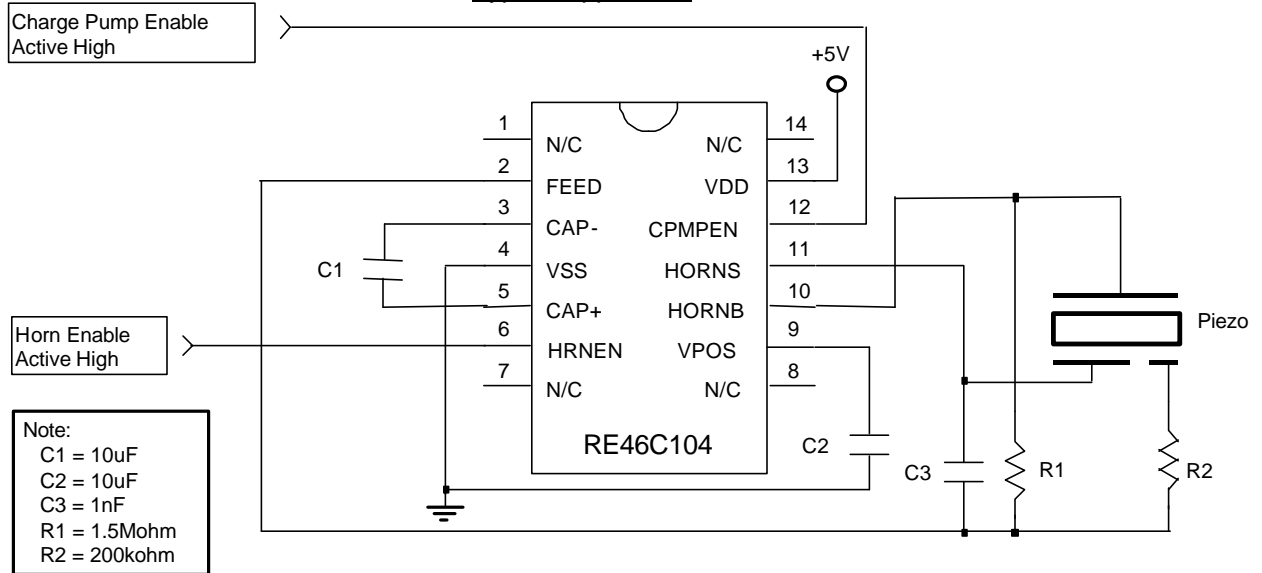 Charge Pump Enable
Active High
+5V
1
N/C
N/C
14
2
FEED
VDD
13
3
CAP-
CPMPEN
12
4
VSS
HORNS
11
5
CAP+
HORNB
10
6
HRNEN
VPOS
9
7
N/C
N/C
8
RE46C104
C1
Horn Enable
Active High
Piezo
C2
C3
R1
R2
Note:
C1 = 10uF
C2 = 10uF
C3 = 1nF
R1 = 1.5Mohm
R2 = 200kohm